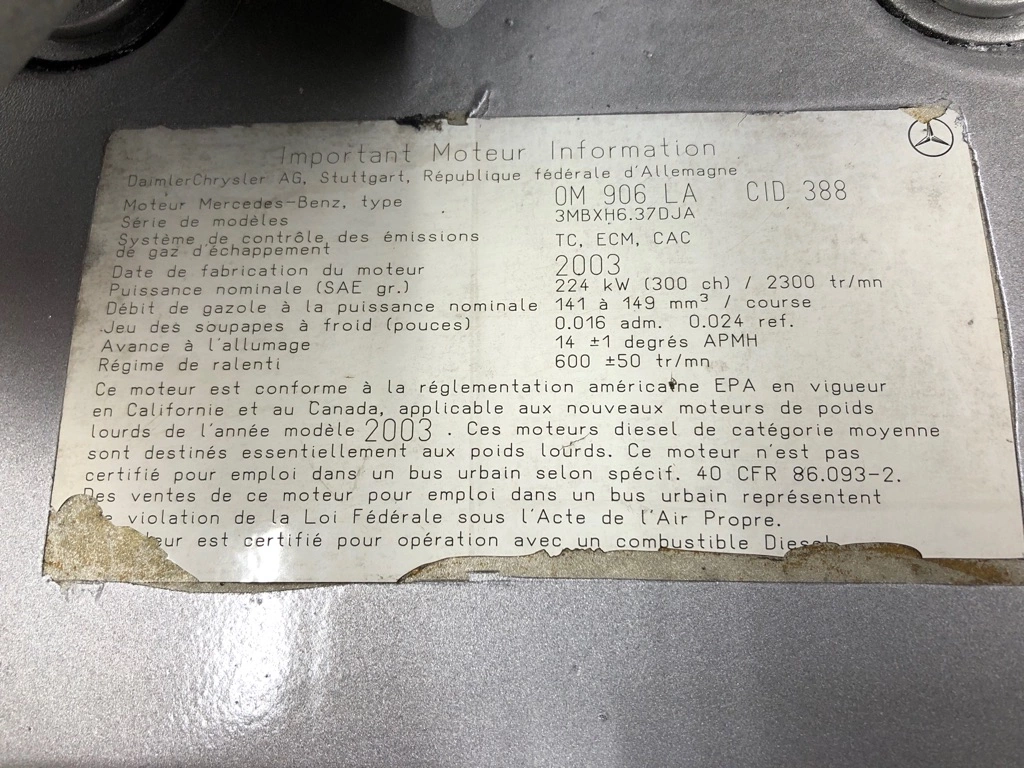 Important Moteur Information
DaimlerChrysler AG, Stuttgart, République fédérale d'Allemagne
Moteur Mercedes-Benz, type OM 906 LA CID 388
Série de modèles 3MBXH6.37DJA
Système de contrôle des émissions
de gaz d'échappement TC, ECM, CAC
Date de fabrication du moteur 2003
Puissance nominale (SAE gr.) 224 kW (300 ch) / 2300 tr/mn
Débit de gazole à la puissance nominale 141 à 149 mm³ / course
Jeu des soupapes à froid (pouces) 0.016 adm. 0.024 ref.
Avance à l'allumage 14 ±1 degrés APMH
Régime de ralenti 600 ±50 tr/mn
Ce moteur est conforme à la réglementation américaine EPA en vigueur
en Californie et au Canada, applicable aux nouveaux moteurs de poids
lourds de l'année modèle 2003 . Ces moteurs diesel de catégorie moyenne
sont destinés essentiellement aux poids lourds. Ce moteur n'est pas
certifié pour emploi dans un bus urbain selon spécif. 40 CFR 86.093-2.
Des ventes de ce moteur pour emploi dans un bus urbain représentent
violation de la Loi Fédérale sous l'Acte de l'Air Propre.
est certifié pour opération avec un combustible Diesel